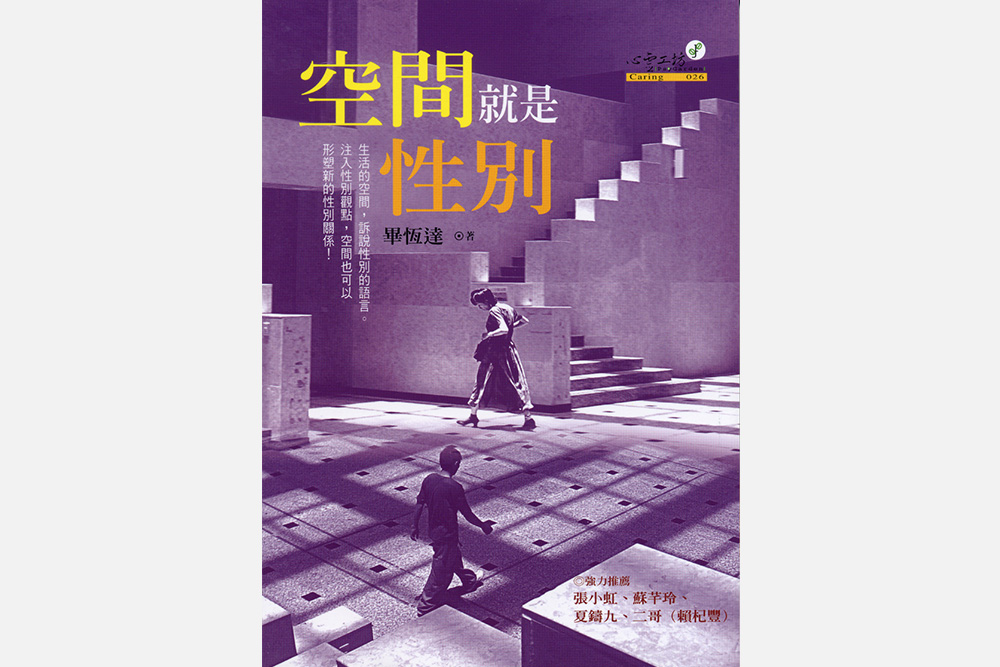 心靈工坊
Caring 026
空間就是
性別
畢恆達 ⊙著
生活的空間，訴說性別的語言。
注入性別觀點，空間也可以
形塑新的性別關係！
◎強力推薦
張小虹、蘇芊玲、
夏鑄九、二哥（賴杞豐）